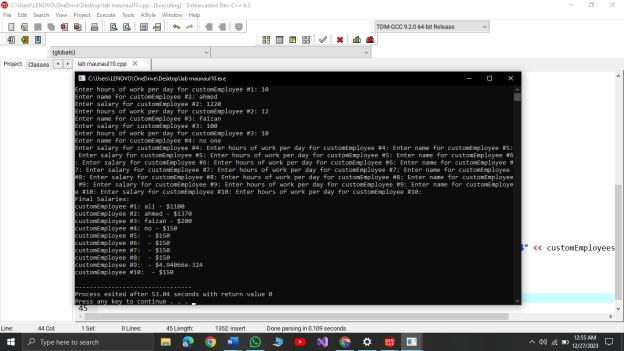 C:\Users\LENOVO\OneDrive\Desktop\lab maunaul10.cpp - [Executing] - Embarcadero Dev-C++ 6.3
File Edit Search View Project Execute Tools AStyle Window Help
TDM-GCC 9.2.0 64-bit Release
(globals)
Project Classes lab maunaul10.cpp
C:\Users\LENOVO\OneDrive\Desktop\lab maunaul10.exe
Enter hours of work per day for customEmployee #1: 10
Enter name for customEmployee #2: ahmed
Enter salary for customEmployee #2: 1220
Enter hours of work per day for customEmployee #2: 12
Enter name for customEmployee #3: faizan
Enter salary for customEmployee #3: 100
Enter hours of work per day for customEmployee #3: 10
Enter name for customEmployee #4: no one
Enter salary for customEmployee #4: Enter hours of work per day for customEmployee #4: Enter name for customEmployee #5:
Enter salary for customEmployee #5: Enter hours of work per day for customEmployee #5: Enter name for customEmployee #6
: Enter salary for customEmployee #6: Enter hours of work per day for customEmployee #6: Enter name for customEmployee #
7: Enter salary for customEmployee #7: Enter hours of work per day for customEmployee #7: Enter name for customEmployee
#8: Enter salary for customEmployee #8: Enter hours of work per day for customEmployee #8: Enter name for customEmployee
#9: Enter salary for customEmployee #9: Enter hours of work per day for customEmployee #9: Enter name for customEmploye
e #10: Enter salary for customEmployee #10: Enter hours of work per day for customEmployee #10:
Final Salaries:
customEmployee #1: ali - $1100
customEmployee #2: ahmed - $1370
customEmployee #3: faizan - $200
customEmployee #4: no - $150
customEmployee #5:  - $150
customEmployee #6:  - $150
customEmployee #7:  - $150
customEmployee #8:  - $150
customEmployee #9:  - $4.94066e-324
customEmployee #10:  - $150
$" << customEmployees
--------------------------------
Process exited after 53.04 seconds with return value 0
Press any key to continue . . .
45
Line: 44 Col: 1 Sel: 0 Lines: 45 Length: 1352 Insert Done parsing in 0.109 seconds
Type here to search
12:55 AM
12/27/2023